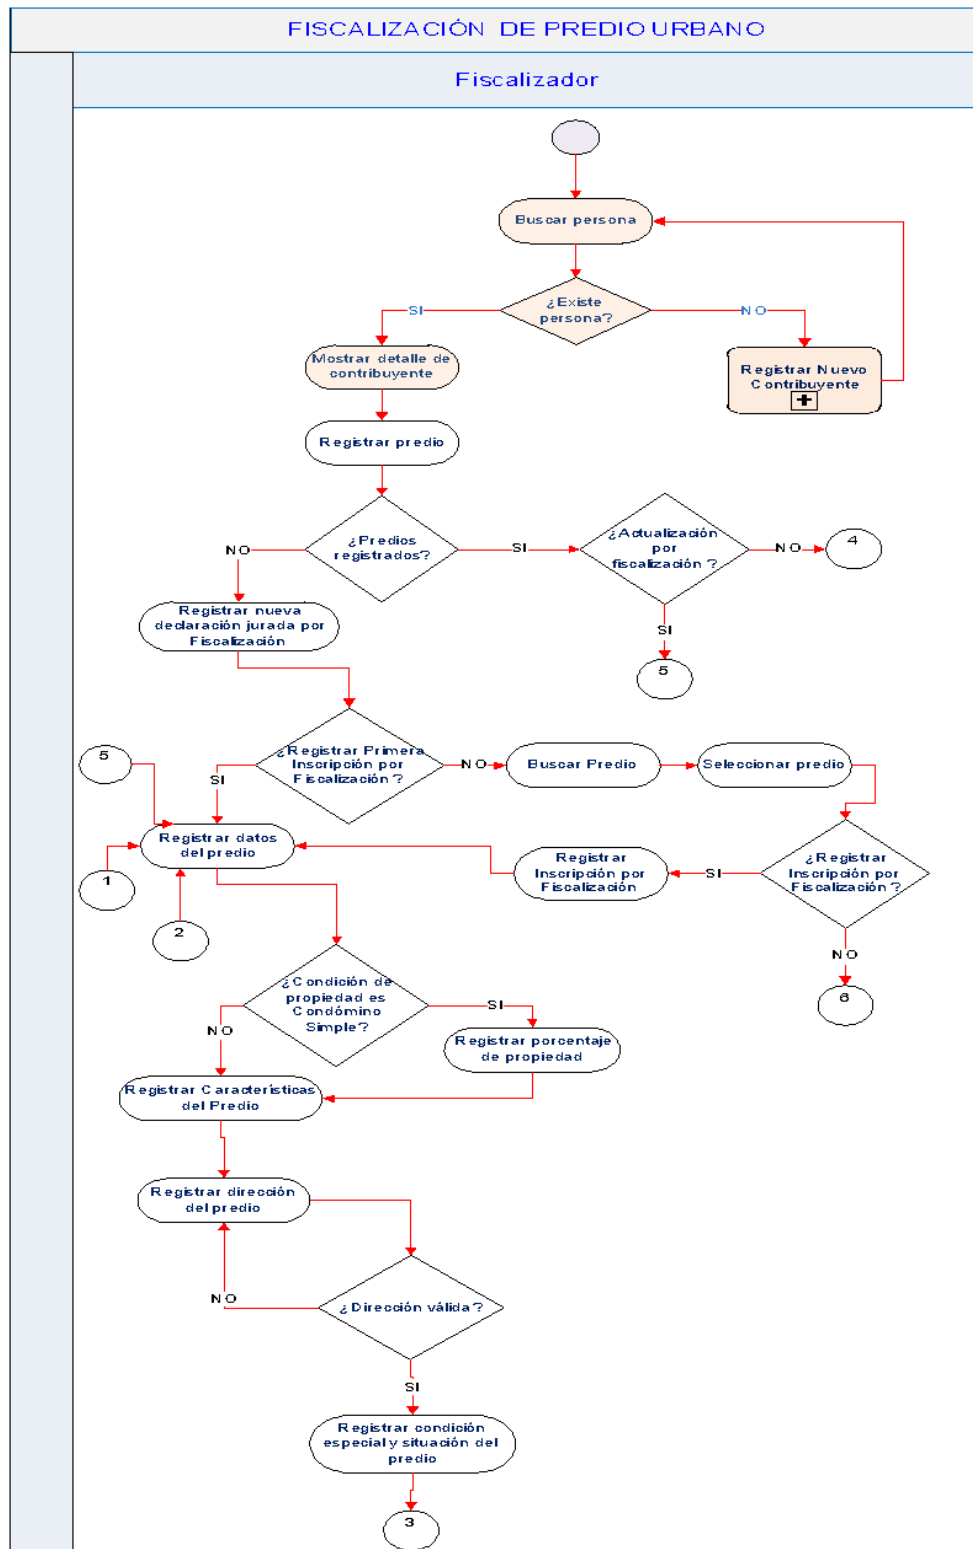 FISCALIZACIÓN DE PREDIO URBANO
Fiscalizador
Buscar persona
¿Existe
persona?
SI
NO
Mostrar detalle de
contribuyente
Registrar Nuevo
Contribuyente
Registrar predio
¿Predios
registrados?
NO
SI
¿Actualización
por
fiscalización ?
NO
4
SI
5
Registrar nueva
declaración jurada por
Fiscalización
¿Registrar Primera
Inscripción por
Fiscalización ?
SI
NO
Buscar Predio
Seleccionar predio
5
Registrar datos
del predio
1
2
Registrar
Inscripción por
Fiscalización
SI
¿Registrar
Inscripción por
Fiscalización ?
NO
6
¿Condición de
propiedad es
Condómino
Simple?
SI
NO
Registrar porcentaje
de propiedad
Registrar Características
del Predio
Registrar dirección
del predio
NO
¿Dirección válida?
SI
Registrar condición
especial y situación del
predio
3